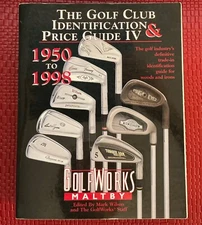 THE GOLF CLUB
IDENTIFICATION &
PRICE GUIDE IV
1950
TO
1998
The golf industry's
definitive
trade-in
identification
guide for
woods and irons
GOLFWORKS
MALTBY
Edited By Mark Wilson
and The GolfWorks Staff